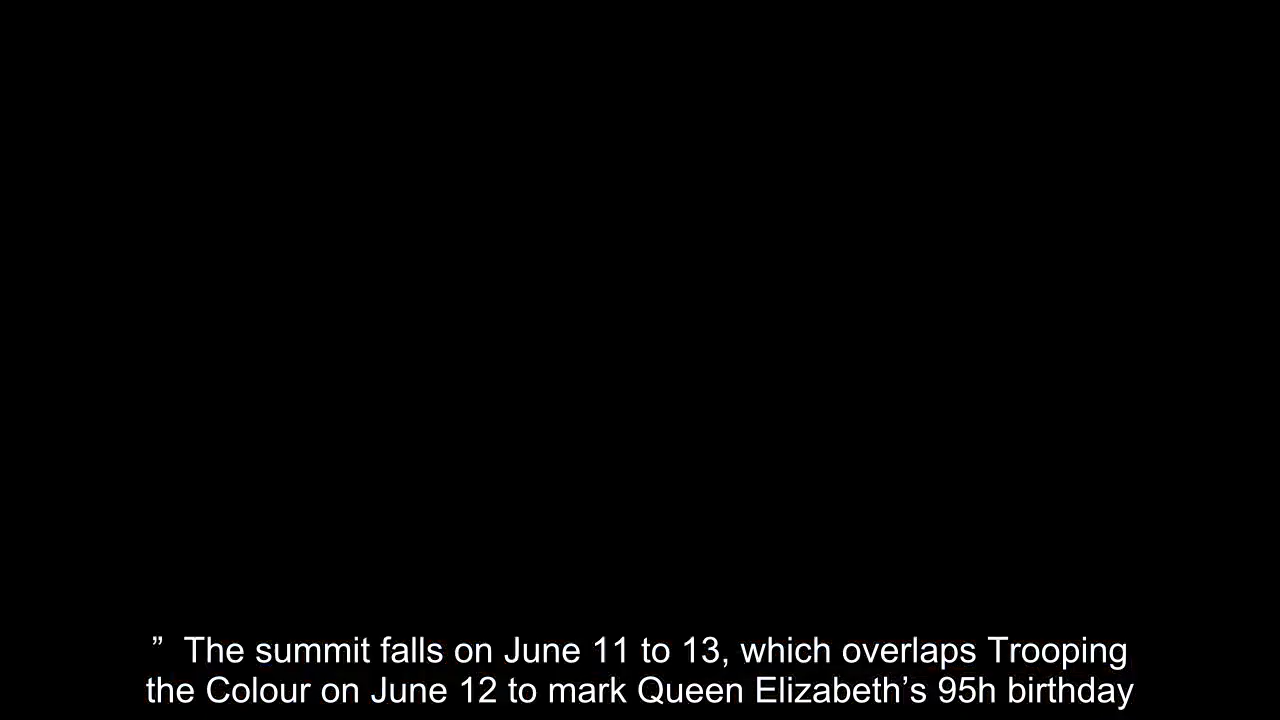 ”  The summit falls on June 11 to 13, which overlaps Trooping
the Colour on June 12 to mark Queen Elizabeth’s 95h birthday